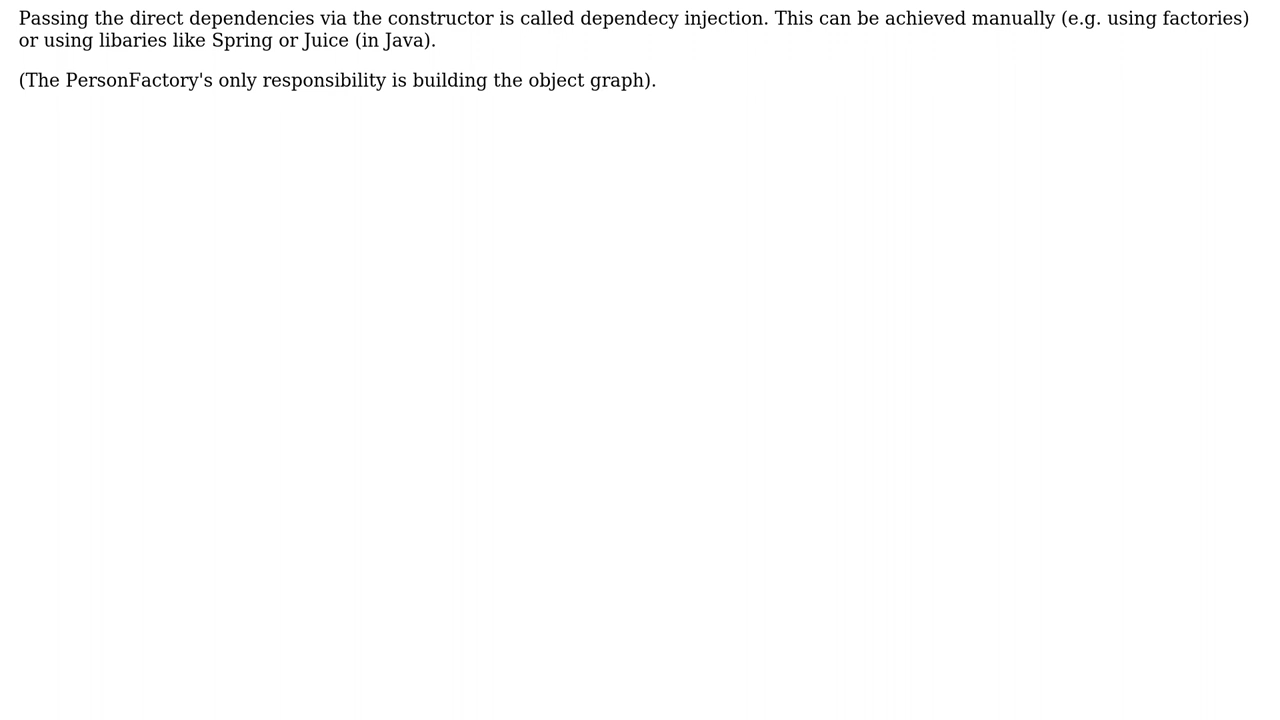 Passing the direct dependencies via the constructor is called dependecy injection. This can be achieved manually (e.g. using factories)
or using libaries like Spring or Juice (in Java).
(The PersonFactory's only responsibility is building the object graph).